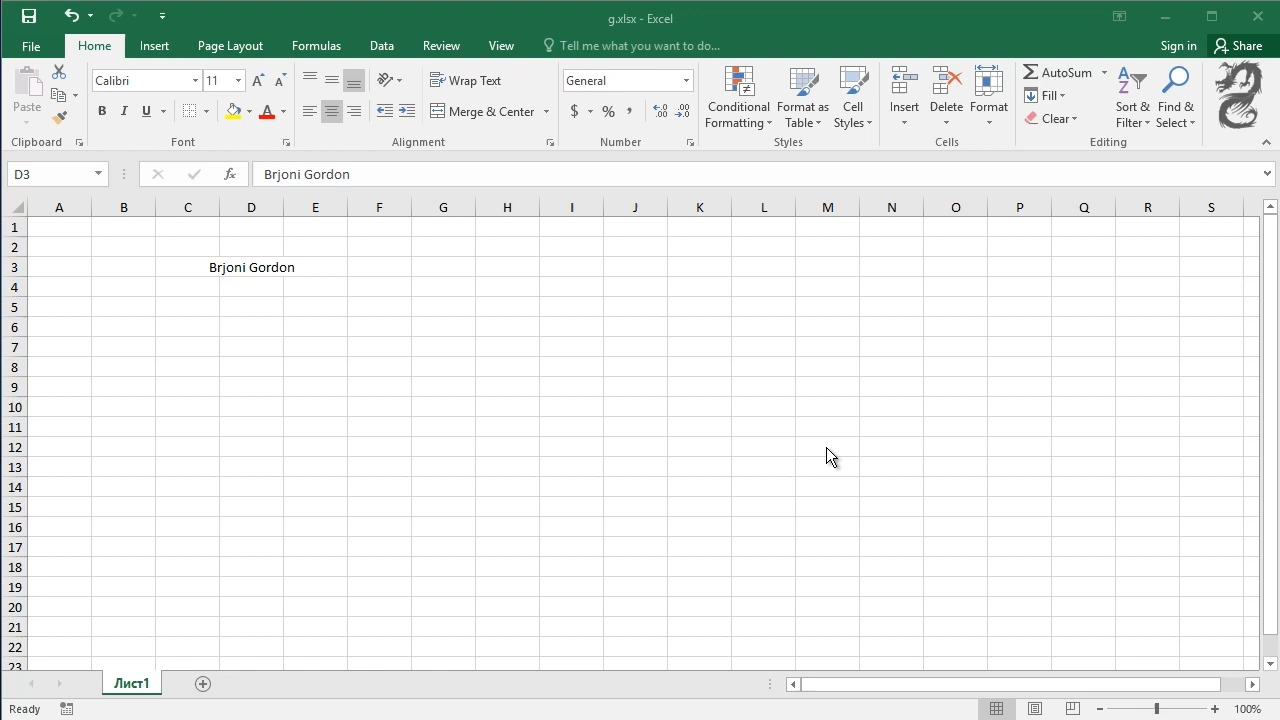 g.xlsx - Excel
File Home Insert Page Layout Formulas Data Review View Tell me what you want to do... Sign in Share
Paste Calibri 11 Wrap Text General Conditional Formatting Format as Table Cell Styles Insert Delete Format AutoSum Sort & Filter Find & Select
B I U Merge & Center $ % , Fill
Clear
Clipboard Font Alignment Number Styles Cells Editing
D3 fx Brjoni Gordon
A B C D E F G H I J K L M N O P Q R S
1
2
3 Brjoni Gordon
4
5
6
7
8
9
10
11
12
13
14
15
16
17
18
19
20
21
22
23
Лист1
Ready 100%